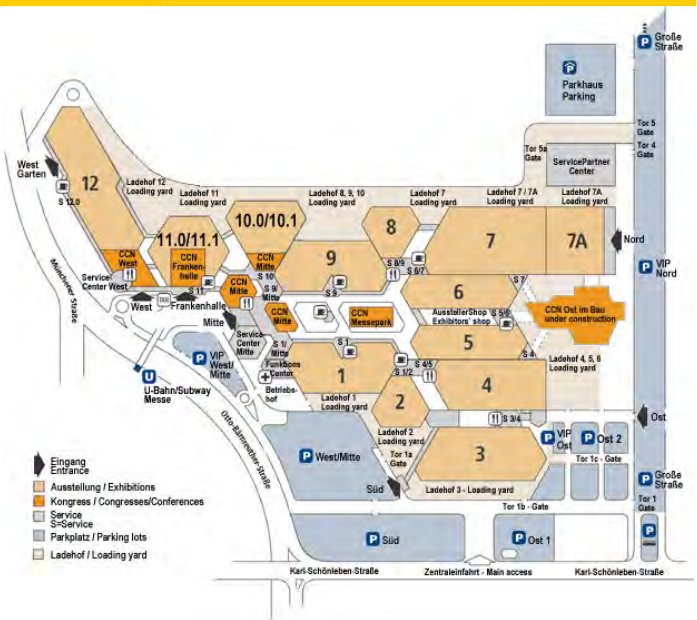 Große
Straße
Parkhaus
Parking
Tor 5
Gate
Tor 4
Gate
Tor 5a
Gate
ServicePartner
Center
West
Garten
12
S 12.0
Ladehof 12
Loading yard
Ladehof 11
Loading yard
Ladehof 8, 9, 10
Loading yard
Ladehof 7
Loading yard
Ladehof 7 / 7A
Loading yard
Ladehof 7A
Loading yard
10.0/10.1
11.0/11.1
8
7
7A
Nord
9
CCN
West
CCN
Franken-
halle
CCN
Mitte
S 10
S 8/9
S 6/7
VIP
Nord
Service-
Center West
S 11
CCN
Mitte
S 9/
Mitte
S 9
6
S 7
CCN Ost im Bau
under construction
Münchener Straße
West
TAXI
Frankenhalle
Mitte
CCN
Mitte
CCN
Messepark
AusstellerShop
Exhibitors' shop
S 5/6
Service-
Center
Mitte
S 1/
Mitte
S 1
5
S 4
VIP
West/
Mitte
Funktions
Center
1
S 1/2
S 4/5
4
Ladehof 4, 5, 6
Loading yard
U-Bahn/Subway
Messe
Betriebs-
hof
Ladehof 1
Loading yard
2
S 3/4
Ost
Otto-Bärnreuther-Straße
Ladehof 2
Loading yard
VIP
Ost
Ost 2
3
Tor 1a
Gate
West/Mitte
Tor 1c - Gate
Süd
Ladehof 3 - Loading yard
Große
Straße
Tor 1
Gate
Tor 1b - Gate
Eingang
Entrance
Ausstellung / Exhibitions
Kongress / Congresses/Conferences
Service
S=Service
Parkplatz / Parking lots
Ladehof / Loading yard
Süd
Ost 1
Karl-Schönleben-Straße
Zentraleinfahrt - Main access
Karl-Schönleben-Straße